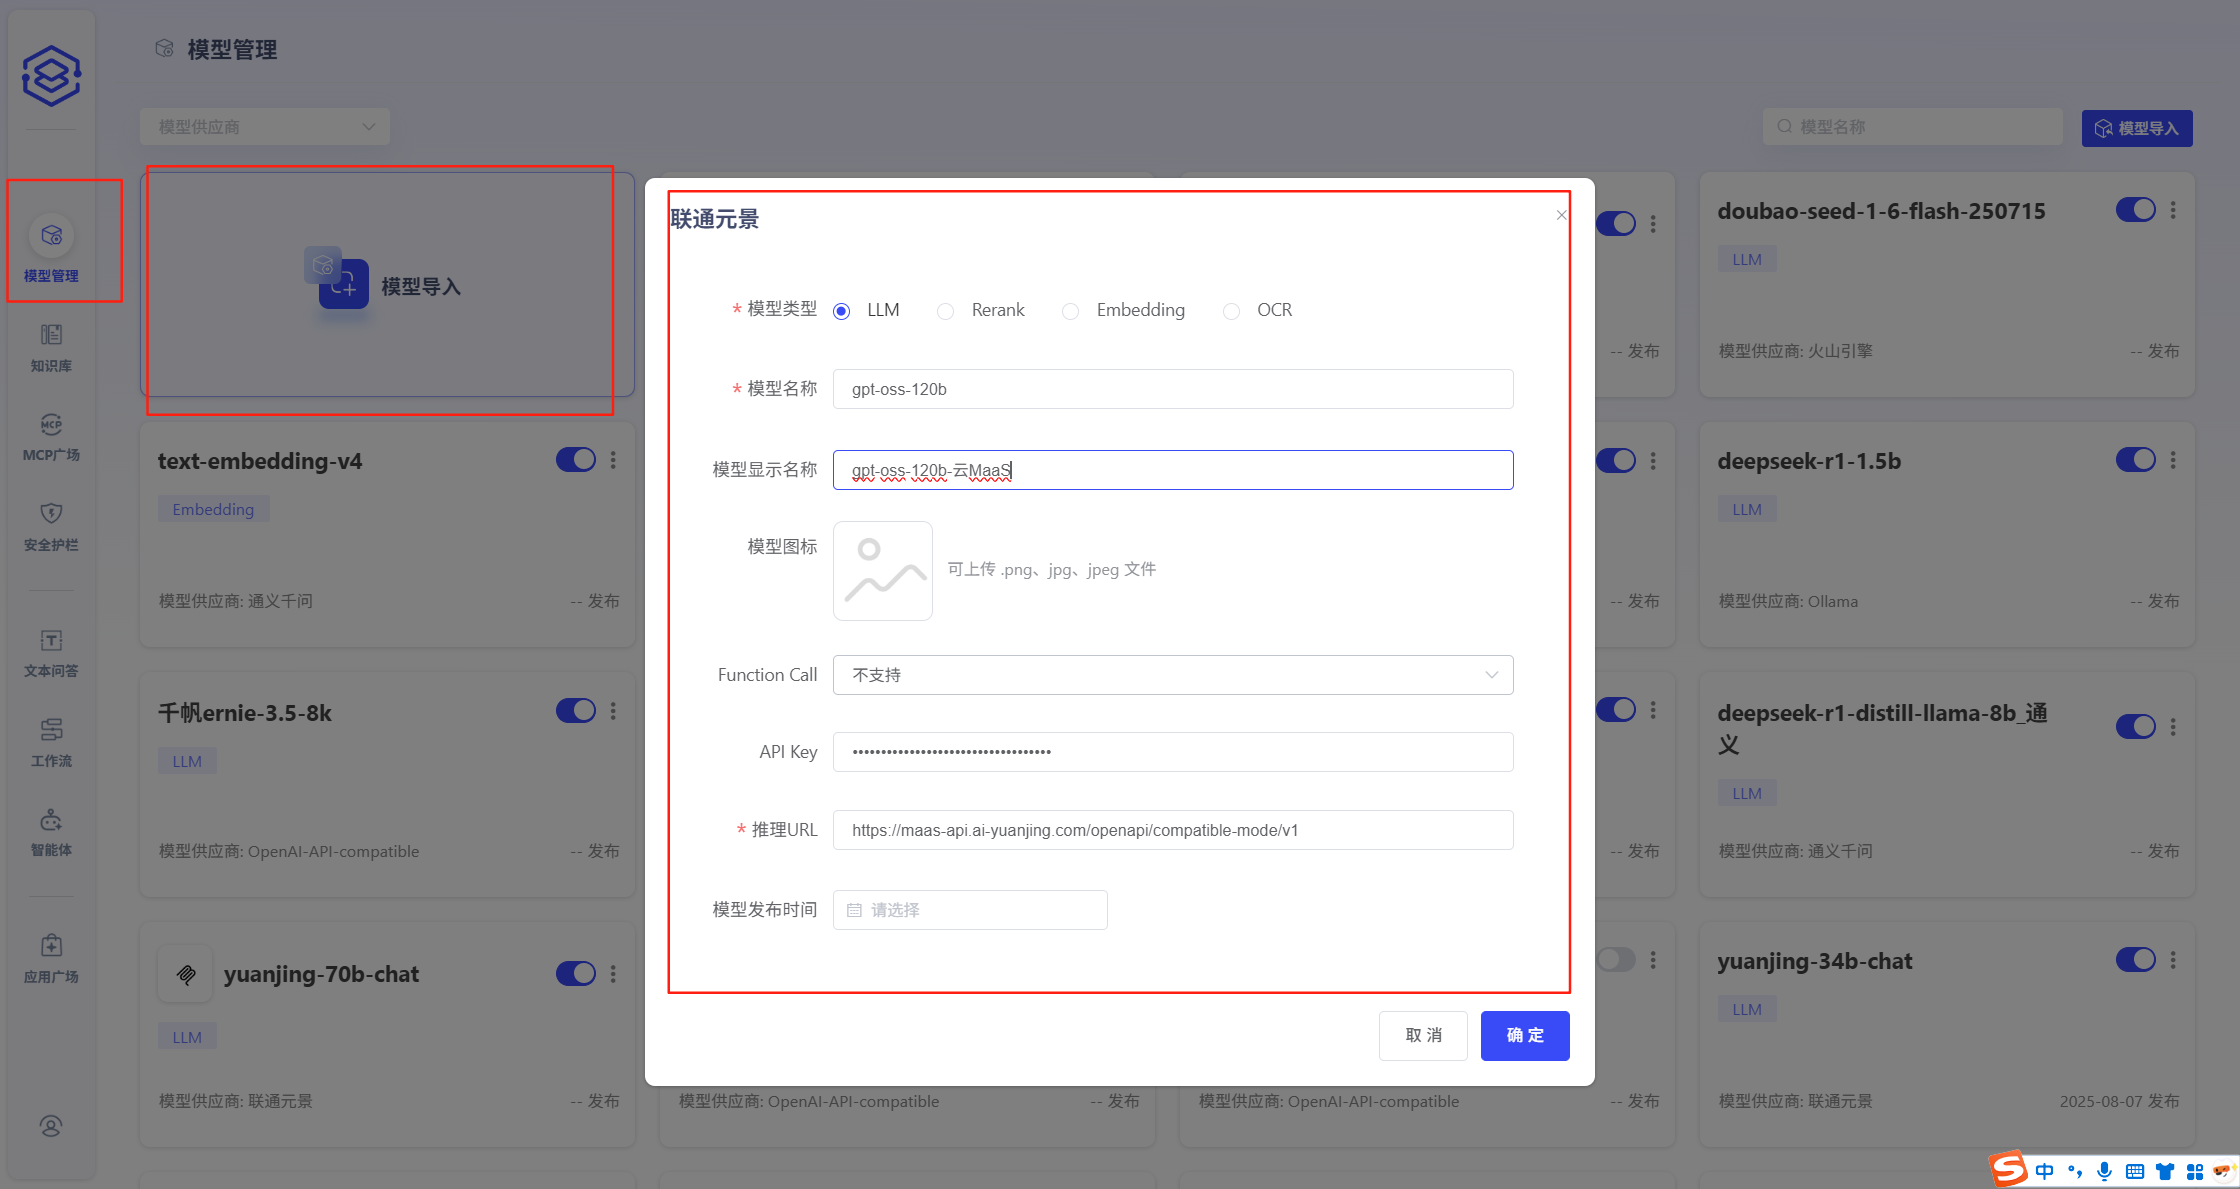 模型管理
模型供应商
模型名称
模型导入
模型管理
知识库
MCP
MCP广场
安全护栏
文本问答
工作流
智能体
应用广场
模型导入
doubao-seed-1-6-flash-250715
LLM
-- 发布
模型供应商: 火山引擎
-- 发布
text-embedding-v4
Embedding
模型供应商: 通义千问
-- 发布
-- 发布
deepseek-r1-1.5b
LLM
模型供应商: Ollama
-- 发布
千帆ernie-3.5-8k
LLM
模型供应商: OpenAI-API-compatible
-- 发布
-- 发布
deepseek-r1-distill-llama-8b_通
义
LLM
模型供应商: 通义千问
-- 发布
yuanjing-70b-chat
LLM
模型供应商: 联通元景
-- 发布
模型供应商: OpenAI-API-compatible
-- 发布
模型供应商: OpenAI-API-compatible
-- 发布
yuanjing-34b-chat
LLM
模型供应商: 联通元景
2025-08-07 发布
联通元景
* 模型类型
LLM
Rerank
Embedding
OCR
* 模型名称
gpt-oss-120b
模型显示名称
gpt-oss-120b-云MaaS
模型图标
可上传 .png、jpg、jpeg 文件
Function Call
不支持
API Key
* 推理URL
https://maas-api.ai-yuanjing.com/openapi/compatible-mode/v1
模型发布时间
请选择
取 消
确 定
中